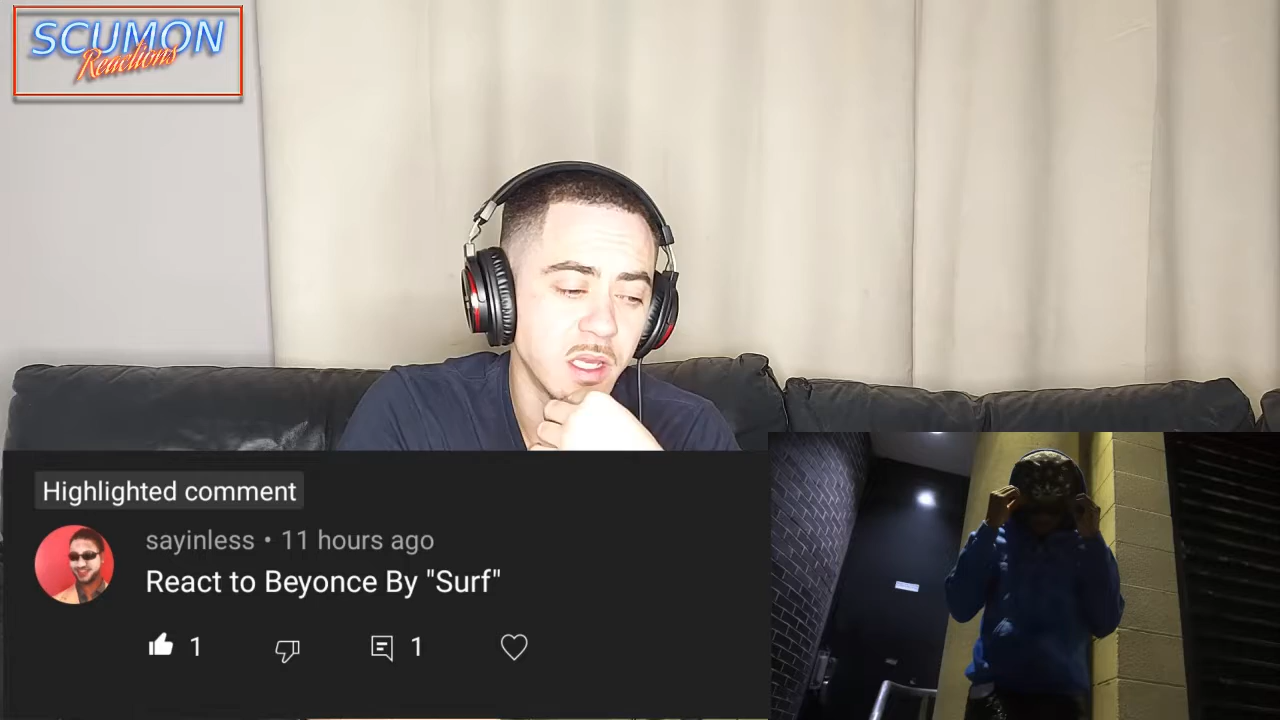 SCUMON
Reactions
Highlighted comment
sayinless • 11 hours ago
React to Beyonce By "Surf"
1
1